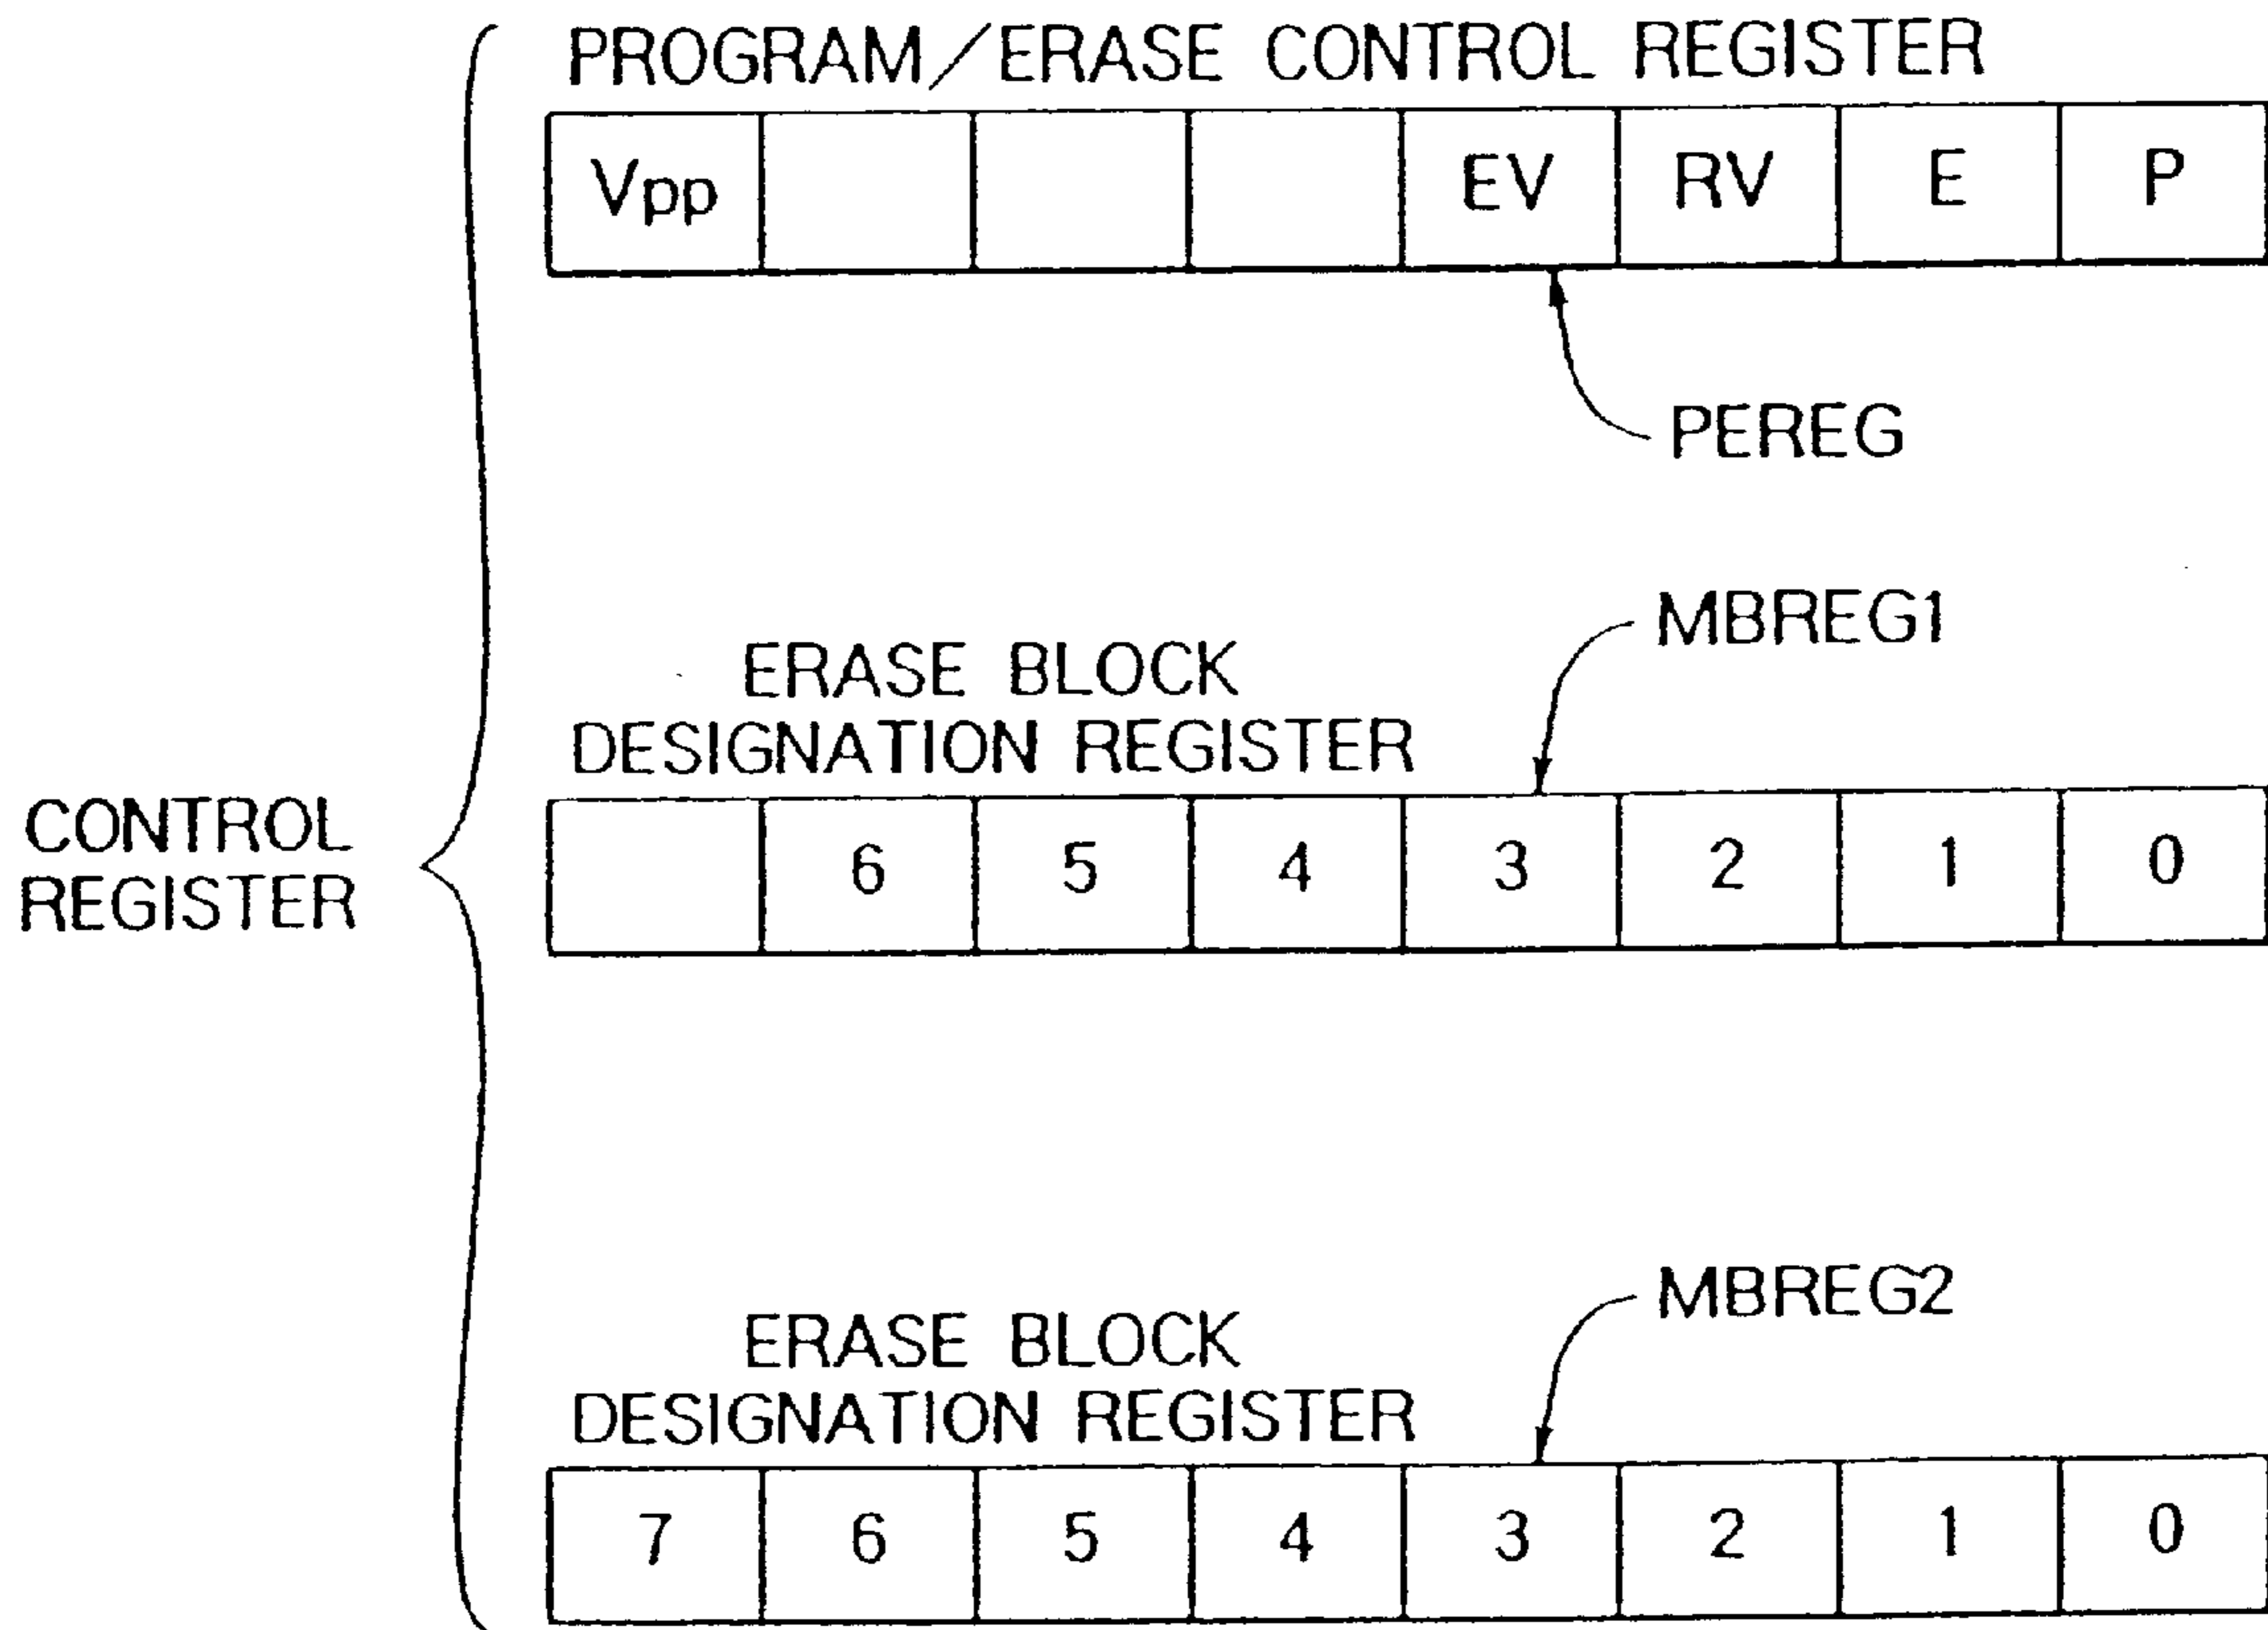 PROGRAM/ERASE CONTROL REGISTER
Vpp EV RV E P
PEREG
MBREG1
ERASE BLOCK
DESIGNATION REGISTER
6 5 4 3 2 1 0
CONTROL
REGISTER
MBREG2
ERASE BLOCK
DESIGNATION REGISTER
7 6 5 4 3 2 1 0